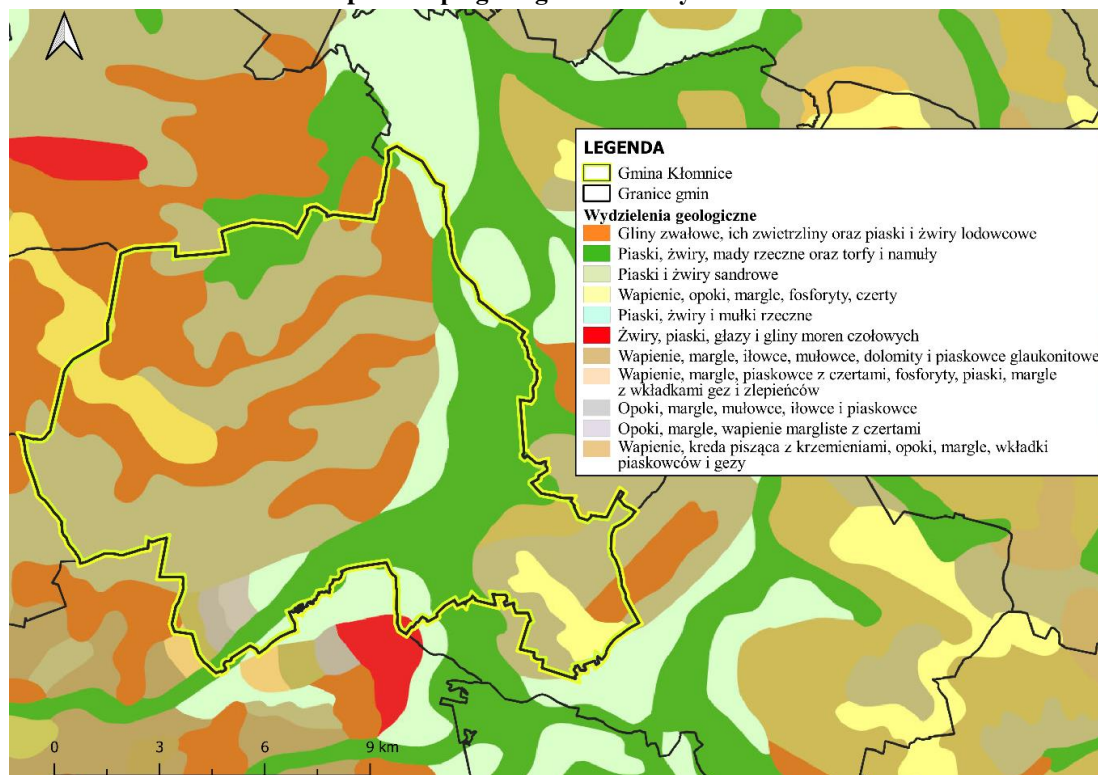 LEGENDA
Gmina Kłomnice
Granice gmin
Wydzielenia geologiczne
Gliny zwałowe, ich zwietrzliny oraz piaski i żwiry lodowcowe
Piaski, żwiry, mady rzeczne oraz torfy i namuły
Piaski i żwiry sandrowe
Wapienie, opoki, margle, fosforyty, czerty
Piaski, żwiry i mułki rzeczne
Żwiry, piaski, głazy i gliny moren czołowych
Wapienie, margle, iłowce, mułowce, dolomity i piaskowce glaukonitowe
Wapienie, margle, piaskowce z czertami, fosforyty, piaski, margle
z wkładkami gez i zlepieńców
Opoki, margle, mułowce, iłowce i piaskowce
Opoki, margle, wapienie margliste z czertami
Wapienie, kreda pisząca z krzemieniami, opoki, margle, wkładki
piaskowców i gezy
0 3 6 9 km